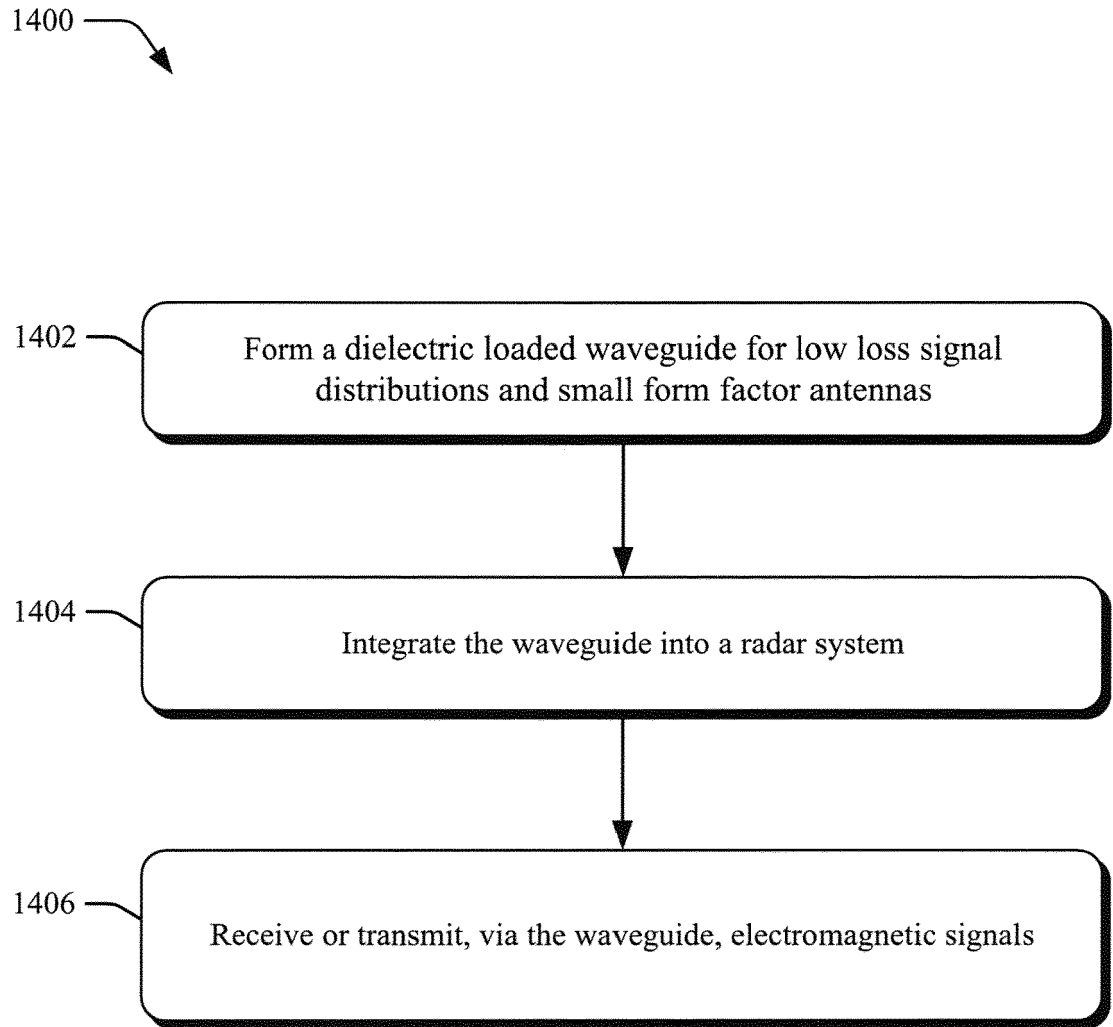 1400
1402
Form a dielectric loaded waveguide for low loss signal
distributions and small form factor antennas
1404
Integrate the waveguide into a radar system
1406
Receive or transmit, via the waveguide, electromagnetic signals